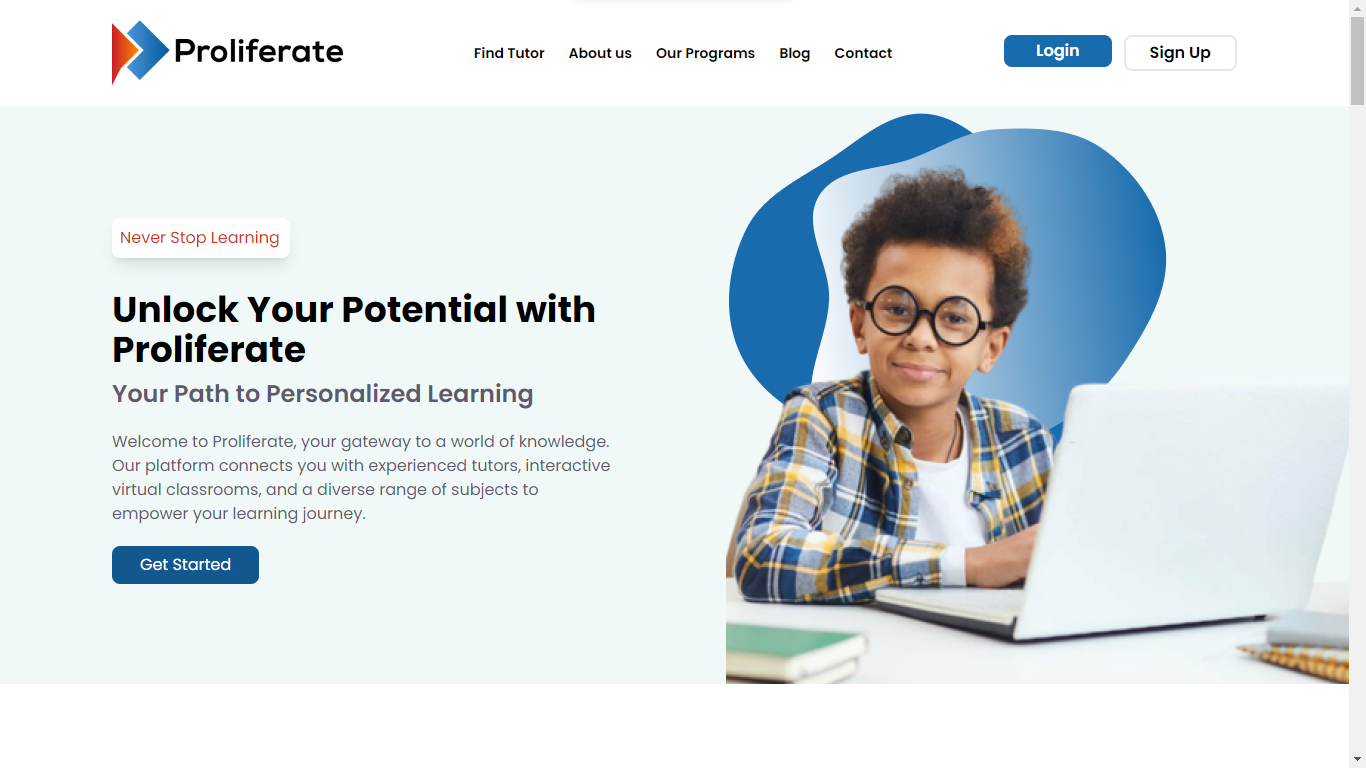 Proliferate
Find Tutor About us Our Programs Blog Contact
Login Sign Up
Never Stop Learning
Unlock Your Potential with
Proliferate
Your Path to Personalized Learning
Welcome to Proliferate, your gateway to a world of knowledge.
Our platform connects you with experienced tutors, interactive
virtual classrooms, and a diverse range of subjects to
empower your learning journey.
Get Started